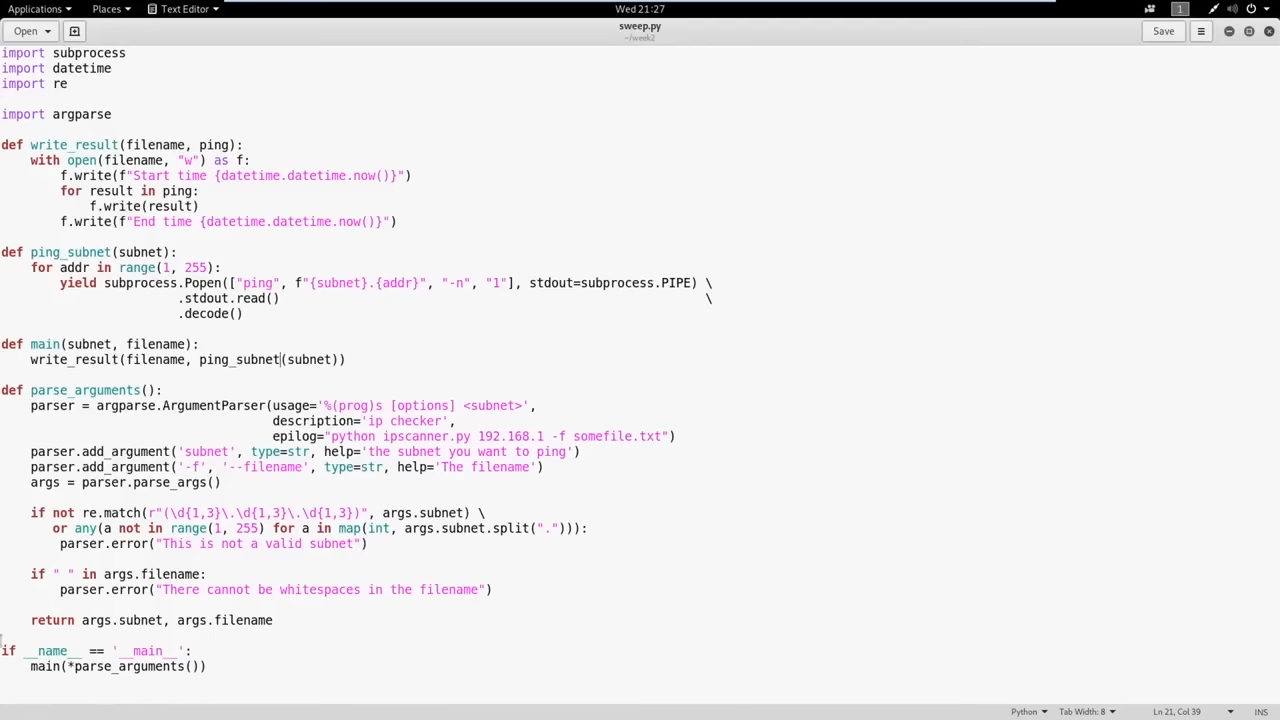 Applications Places Text Editor Wed 21:27 1
Open sweep.py Save
~/week2
import subprocess
import datetime
import re
import argparse
def write_result(filename, ping):
    with open(filename, "w") as f:
        f.write(f"Start time {datetime.datetime.now()}")
        for result in ping:
            f.write(result)
        f.write(f"End time {datetime.datetime.now()}")
def ping_subnet(subnet):
    for addr in range(1, 255):
        yield subprocess.Popen(["ping", f"{subnet}.{addr}", "-n", "1"], stdout=subprocess.PIPE) \
                        .stdout.read()                                                          \
                        .decode()
def main(subnet, filename):
    write_result(filename, ping_subnet(subnet))
def parse_arguments():
    parser = argparse.ArgumentParser(usage='%(prog)s [options] <subnet>',
                                     description='ip checker',
                                     epilog="python ipscanner.py 192.168.1 -f somefile.txt")
    parser.add_argument('subnet', type=str, help='the subnet you want to ping')
    parser.add_argument('-f', '--filename', type=str, help='The filename')
    args = parser.parse_args()
    if not re.match(r"(\d{1,3}\.\d{1,3}\.\d{1,3})", args.subnet) \
       or any(a not in range(1, 255) for a in map(int, args.subnet.split("."))):
        parser.error("This is not a valid subnet")
    if " " in args.filename:
        parser.error("There cannot be whitespaces in the filename")
    return args.subnet, args.filename
if __name__ == '__main__':
    main(*parse_arguments())
Python Tab Width: 8 Ln 21, Col 39 INS